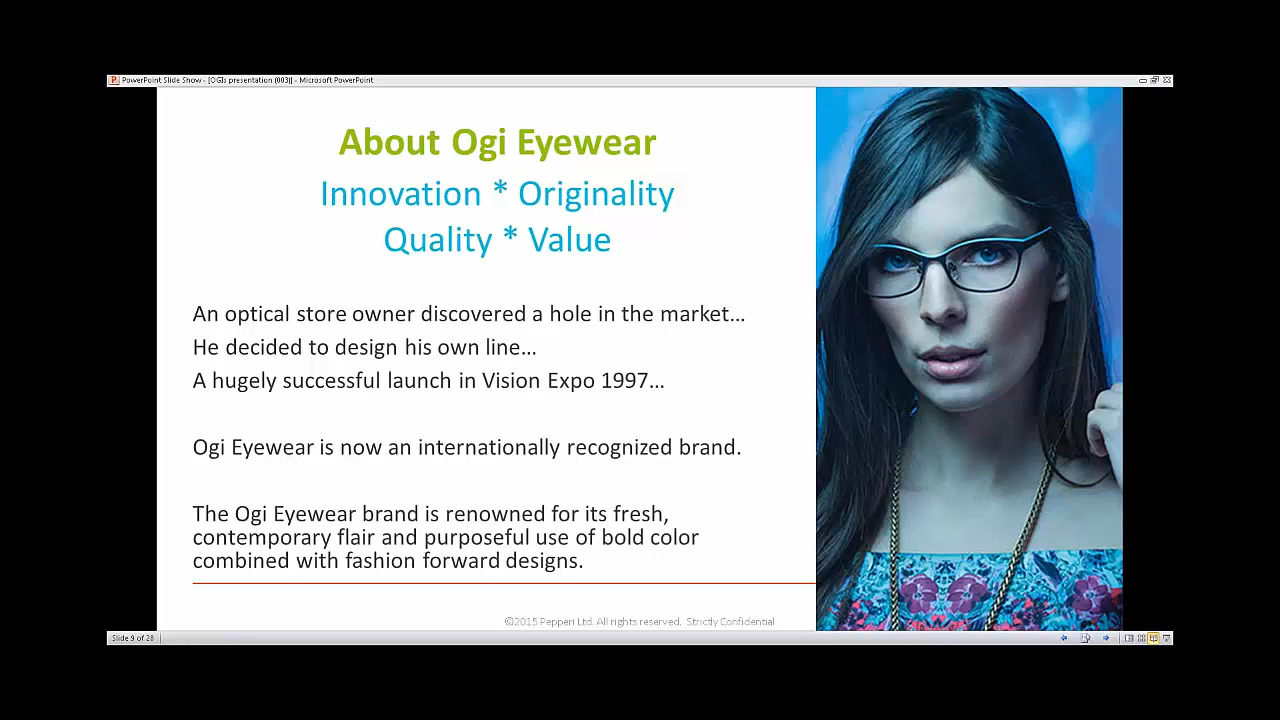 PowerPoint Slide Show - [OGIs presentation (003)] - Microsoft PowerPoint
About Ogi Eyewear
Innovation * Originality
Quality * Value
An optical store owner discovered a hole in the market…
He decided to design his own line…
A hugely successful launch in Vision Expo 1997…
Ogi Eyewear is now an internationally recognized brand.
The Ogi Eyewear brand is renowned for its fresh,
contemporary flair and purposeful use of bold color
combined with fashion forward designs.
©2015 Pepperi Ltd. All rights reserved. Strictly Confidential
Slide 9 of 28